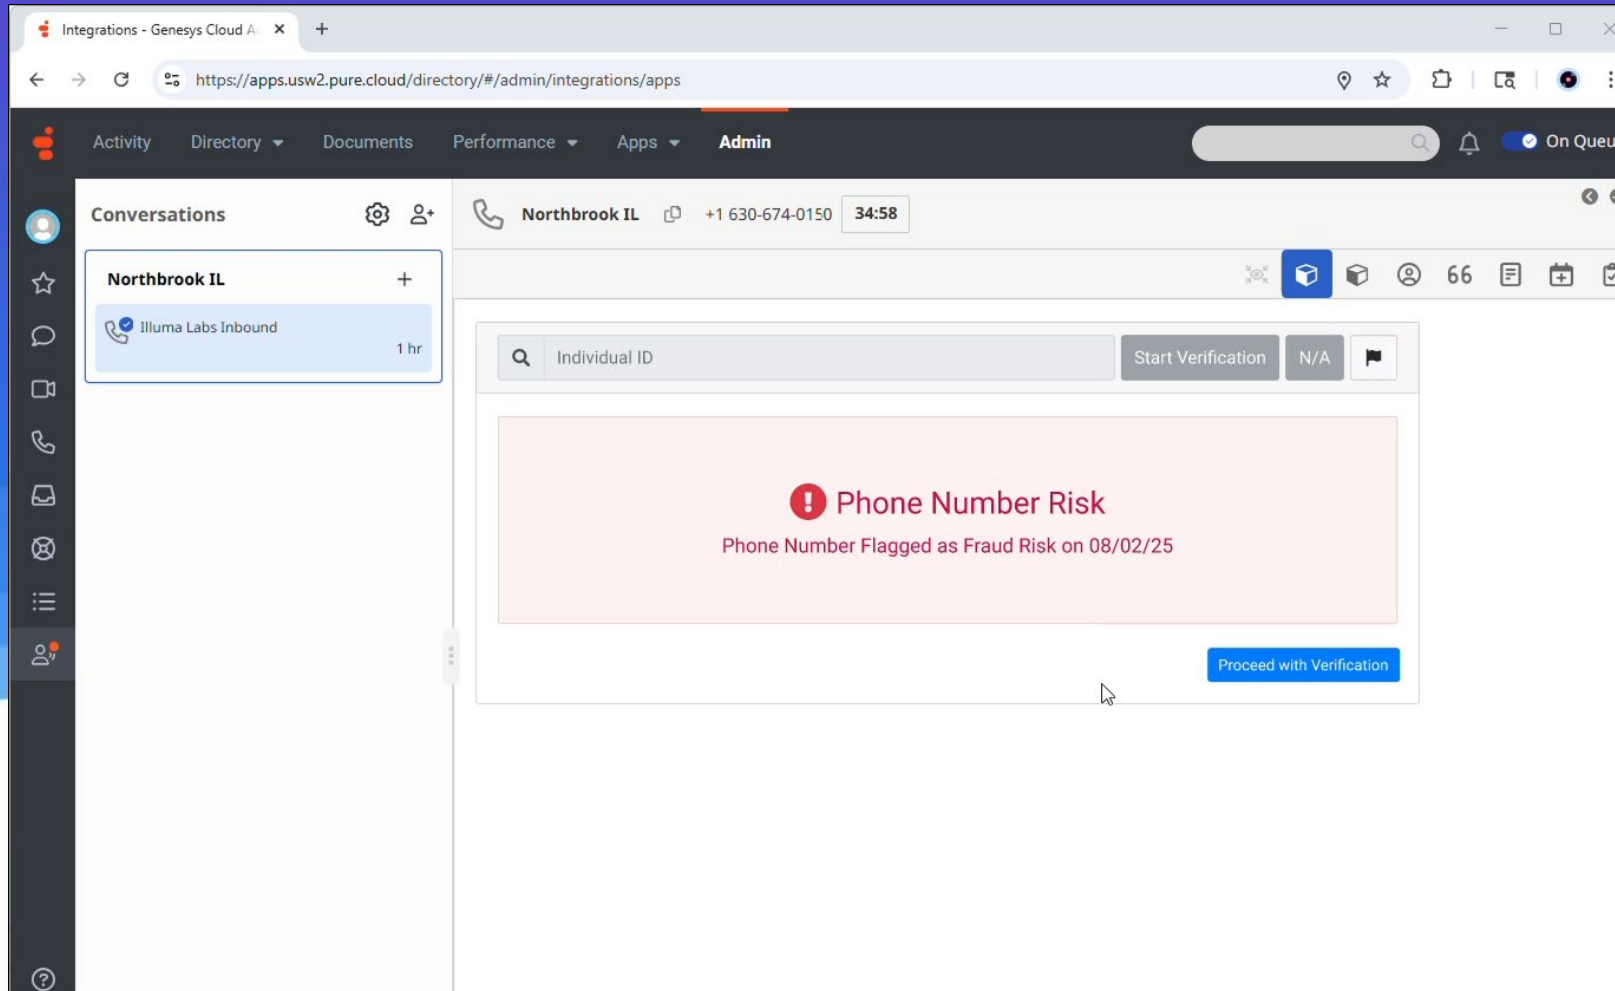 Integrations - Genesys Cloud A
https://apps.usw2.pure.cloud/directory/#/admin/integrations/apps
Activity Directory Documents Performance Apps Admin On Queu
Conversations
Northbrook IL +1 630-674-0150 34:58
Northbrook IL
66
Illuma Labs Inbound
1 hr
Individual ID Start Verification N/A
Phone Number Risk
Phone Number Flagged as Fraud Risk on 08/02/25
Proceed with Verification